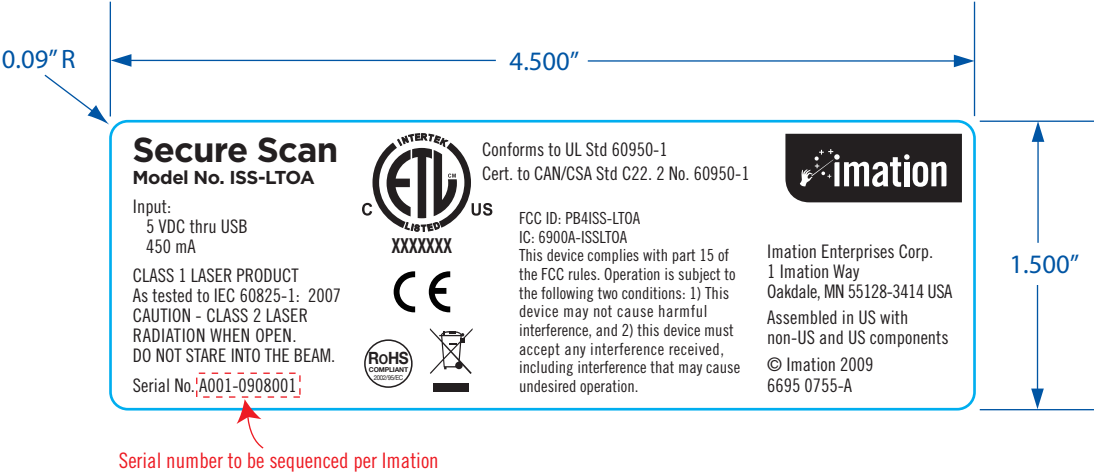 0.09” R
4.500”
Secure Scan
Model No. ISS-LTOA
Input:
5 VDC thru USB
450 mA
CLASS 1 LASER PRODUCT
As tested to IEC 60825-1: 2007
CAUTION - CLASS 2 LASER
RADIATION WHEN OPEN.
DO NOT STARE INTO THE BEAM.
Serial No. A001-0908001
INTERTEK
ETL
CM
LISTED
C
US
XXXXXXX
CE
RoHS
COMPLIANT
2002/95/EC
Conforms to UL Std 60950-1
Cert. to CAN/CSA Std C22. 2 No. 60950-1
FCC ID: PB4ISS-LTOA
IC: 6900A-ISSLTOA
This device complies with part 15 of
the FCC rules. Operation is subject to
the following two conditions: 1) This
device may not cause harmful
interference, and 2) this device must
accept any interference received,
including interference that may cause
undesired operation.
imation
Imation Enterprises Corp.
1 Imation Way
Oakdale, MN 55128-3414 USA
Assembled in US with
non-US and US components
© Imation 2009
6695 0755-A
1.500”
Serial number to be sequenced per Imation